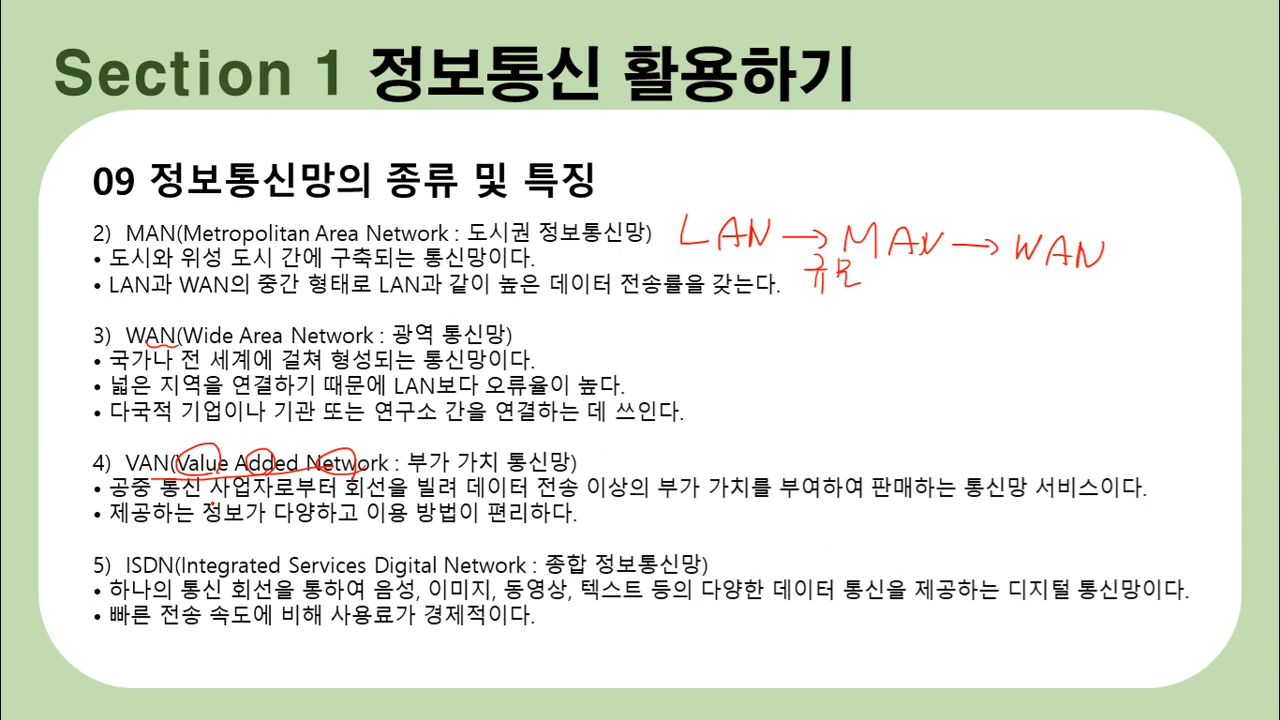 Section 1 정보통신 활용하기
09 정보통신망의 종류 및 특징
2) MAN(Metropolitan Area Network : 도시권 정보통신망)
LAN → MAN → WAN
규모
• 도시와 위성 도시 간에 구축되는 통신망이다.
• LAN과 WAN의 중간 형태로 LAN과 같이 높은 데이터 전송률을 갖는다.
3) WAN(Wide Area Network : 광역 통신망)
• 국가나 전 세계에 걸쳐 형성되는 통신망이다.
• 넓은 지역을 연결하기 때문에 LAN보다 오류율이 높다.
• 다국적 기업이나 기관 또는 연구소 간을 연결하는 데 쓰인다.
4) VAN(Value Added Network : 부가 가치 통신망)
• 공중 통신 사업자로부터 회선을 빌려 데이터 전송 이상의 부가 가치를 부여하여 판매하는 통신망 서비스이다.
• 제공하는 정보가 다양하고 이용 방법이 편리하다.
5) ISDN(Integrated Services Digital Network : 종합 정보통신망)
• 하나의 통신 회선을 통하여 음성, 이미지, 동영상, 텍스트 등의 다양한 데이터 통신을 제공하는 디지털 통신망이다.
• 빠른 전송 속도에 비해 사용료가 경제적이다.